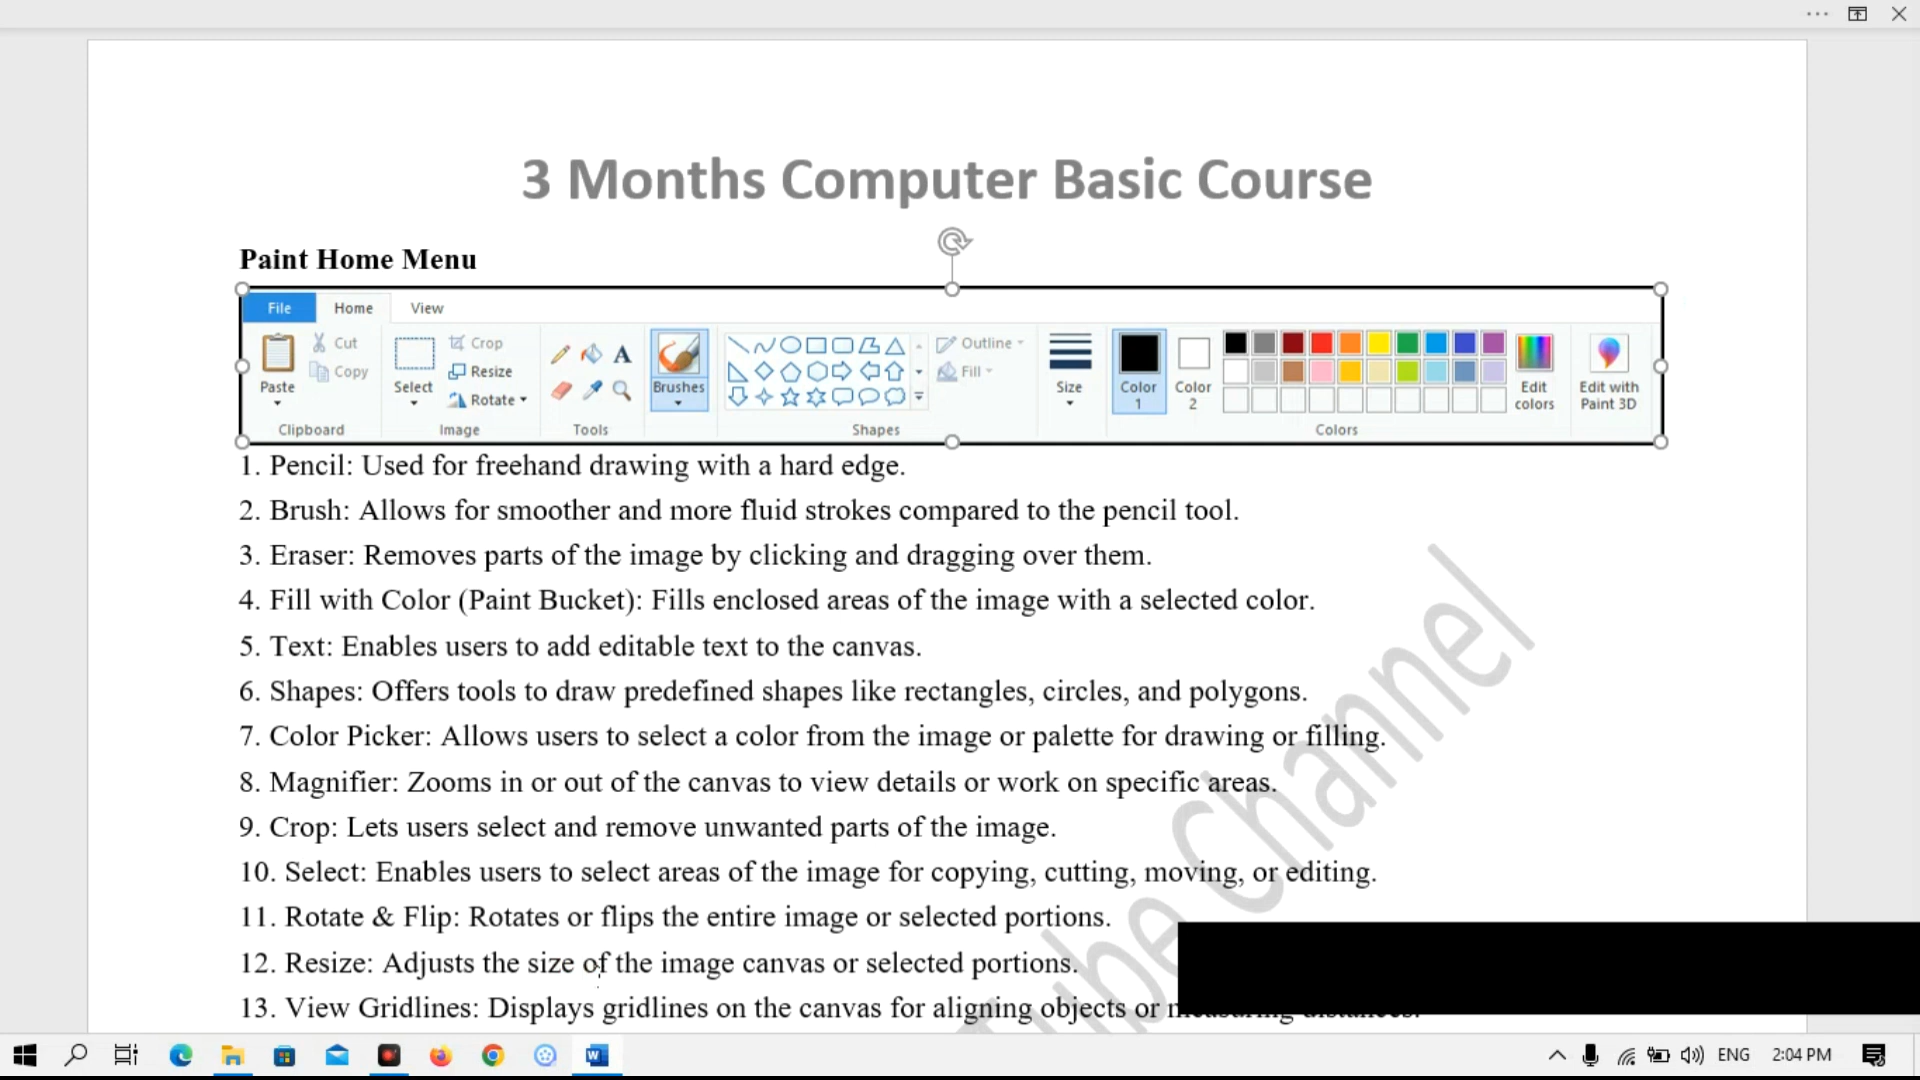 3 Months Computer Basic Course
Paint Home Menu
File Home View
Paste Cut Copy Clipboard
Select Crop Resize Rotate Image
A
Tools
Brushes
Outline Fill Shapes
Size
Color 1 Color 2 Edit colors Colors
Edit with Paint 3D
1. Pencil: Used for freehand drawing with a hard edge.
2. Brush: Allows for smoother and more fluid strokes compared to the pencil tool.
3. Eraser: Removes parts of the image by clicking and dragging over them.
4. Fill with Color (Paint Bucket): Fills enclosed areas of the image with a selected color.
5. Text: Enables users to add editable text to the canvas.
6. Shapes: Offers tools to draw predefined shapes like rectangles, circles, and polygons.
7. Color Picker: Allows users to select a color from the image or palette for drawing or filling.
8. Magnifier: Zooms in or out of the canvas to view details or work on specific areas.
9. Crop: Lets users select and remove unwanted parts of the image.
10. Select: Enables users to select areas of the image for copying, cutting, moving, or editing.
11. Rotate & Flip: Rotates or flips the entire image or selected portions.
12. Resize: Adjusts the size of the image canvas or selected portions.
13. View Gridlines: Displays gridlines on the canvas for aligning objects or
Tube Channel
ENG 2:04 PM